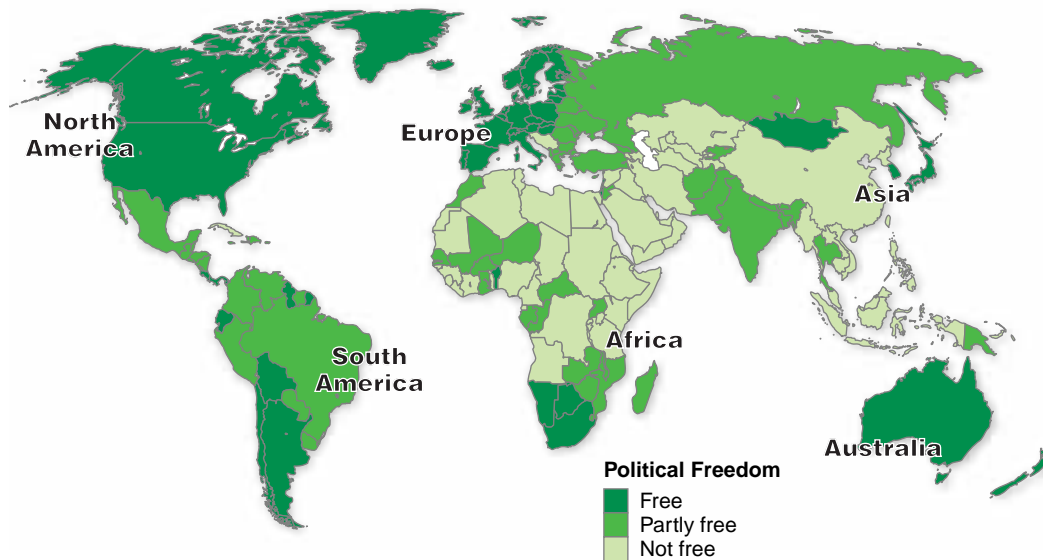 North
America
Europe
Asia
South
America
Africa
Australia
Political Freedom
Free
Partly free
Not free